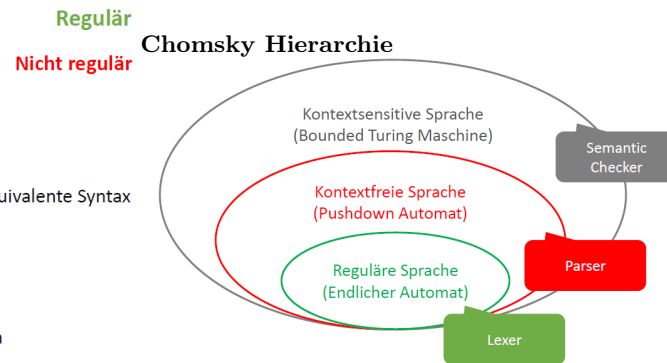 Regulär
Chomsky Hierarchie
Nicht regulär
Kontextsensitive Sprache
(Bounded Turing Maschine)
Semantic
Checker
Syntax
Kontextfreie Sprache
(Pushdown Automat)
Parser
Reguläre Sprache
(Endlicher Automat)
Lexer